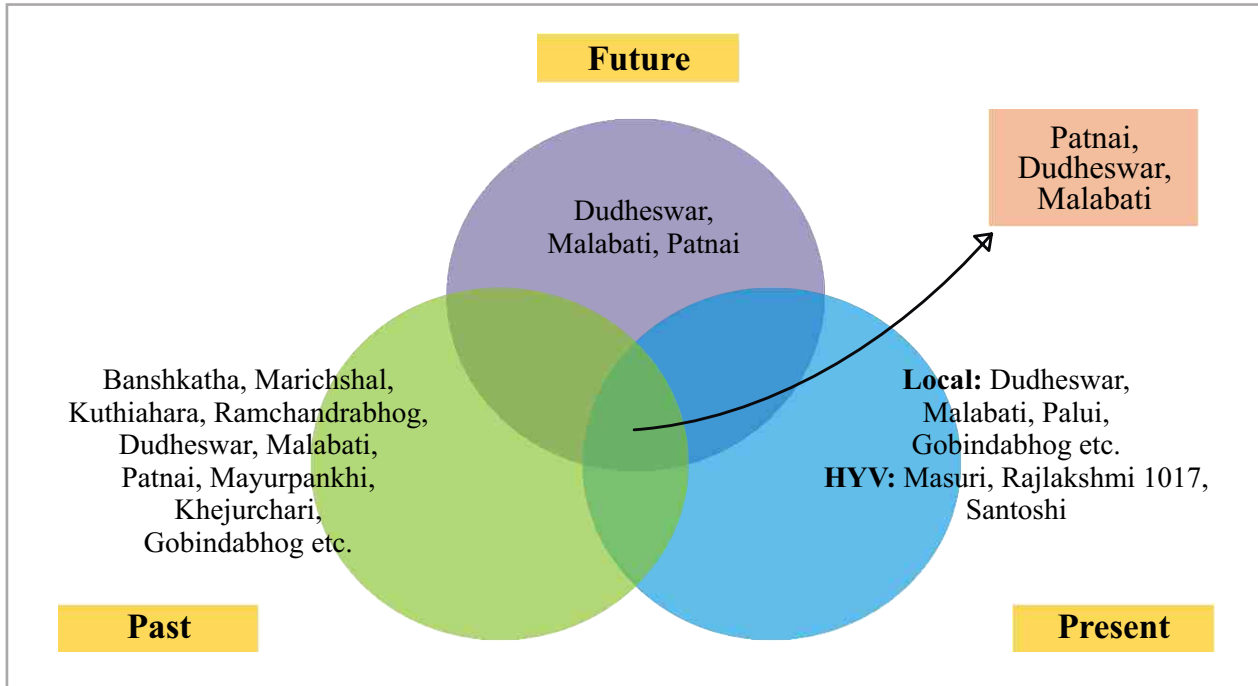 Future
Patnai,
Dudheswar,
Malabati
Dudheswar,
Malabati, Patnai
Banshkatha, Marichshal,
Kuthiahara, Ramchandrabhog,
Dudheswar, Malabati,
Patnai, Mayurpankhi,
Khejurchari,
Gobindabhog etc.
Local: Dudheswar,
Malabati, Palui,
Gobindabhog etc.
HYV: Masuri, Rajlakshmi 1017,
Santoshi
Past
Present